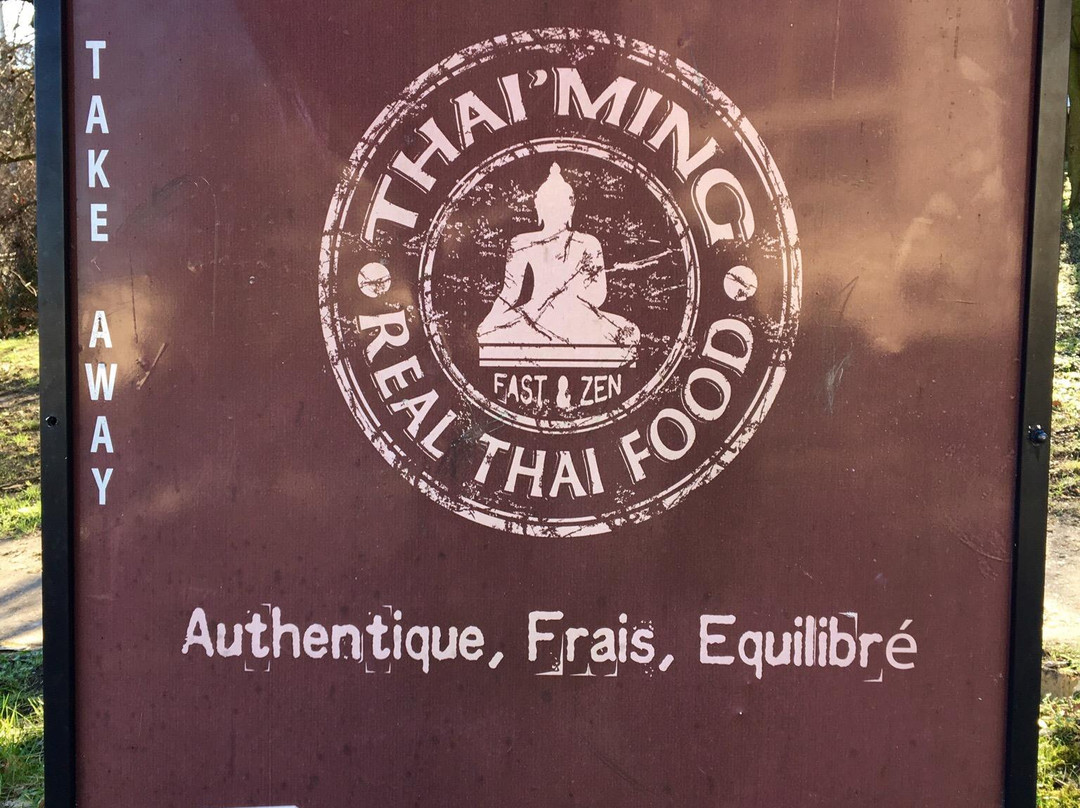 TAKE AWAY
THAI'MING
FAST & ZEN
REAL THAI FOOD
Authentique, Frais, Equilibré